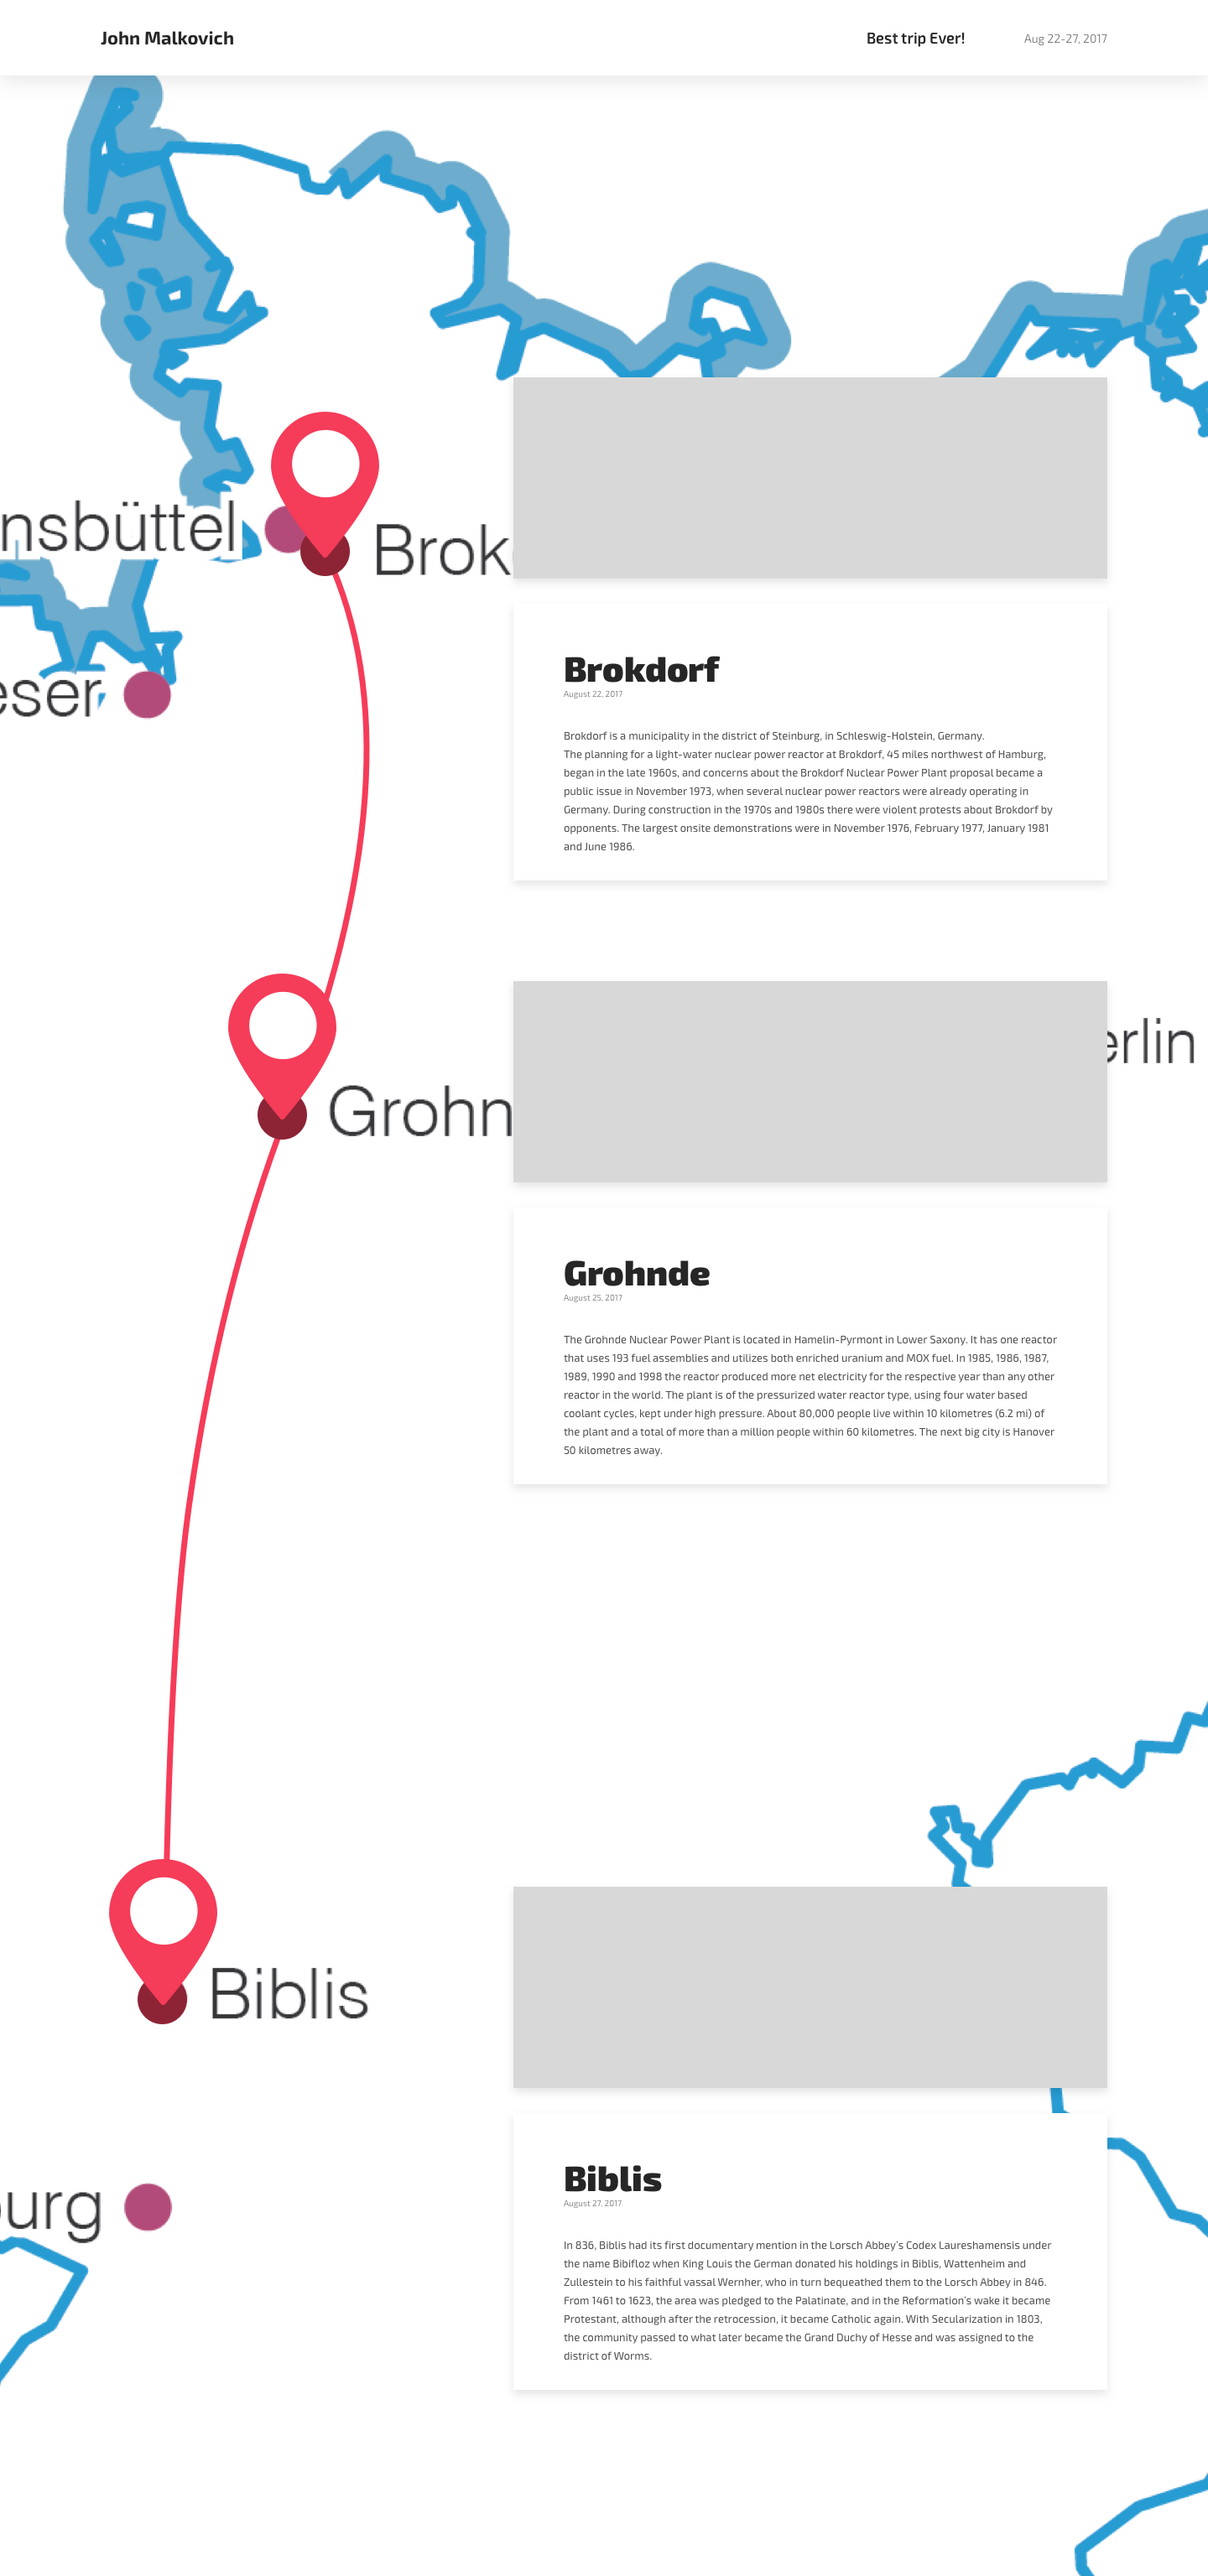 John Malkovich
Best trip Ever!
Aug 22-27, 2017
nsbüttel
Brok
eser
Brokdorf
August 22, 2017
Brokdorf is a municipality in the district of Steinburg, in Schleswig-Holstein, Germany.
The planning for a light-water nuclear power reactor at Brokdorf, 45 miles northwest of Hamburg,
began in the late 1960s, and concerns about the Brokdorf Nuclear Power Plant proposal became a
public issue in November 1973, when several nuclear power reactors were already operating in
Germany. During construction in the 1970s and 1980s there were violent protests about Brokdorf by
opponents. The largest onsite demonstrations were in November 1976, February 1977, January 1981
and June 1986.
erlin
Grohn
Grohnde
August 25, 2017
The Grohnde Nuclear Power Plant is located in Hamelin-Pyrmont in Lower Saxony. It has one reactor
that uses 193 fuel assemblies and utilizes both enriched uranium and MOX fuel. In 1985, 1986, 1987,
1989, 1990 and 1998 the reactor produced more net electricity for the respective year than any other
reactor in the world. The plant is of the pressurized water reactor type, using four water based
coolant cycles, kept under high pressure. About 80,000 people live within 10 kilometres (6.2 mi) of
the plant and a total of more than a million people within 60 kilometres. The next big city is Hanover
50 kilometres away.
Biblis
urg
Biblis
August 27, 2017
In 836, Biblis had its first documentary mention in the Lorsch Abbey's Codex Laureshamensis under
the name Bibifloz when King Louis the German donated his holdings in Biblis, Wattenheim and
Zullestein to his faithful vassal Wernher, who in turn bequeathed them to the Lorsch Abbey in 846.
From 1461 to 1623, the area was pledged to the Palatinate, and in the Reformation's wake it became
Protestant, although after the retrocession, it became Catholic again. With Secularization in 1803,
the community passed to what later became the Grand Duchy of Hesse and was assigned to the
district of Worms.